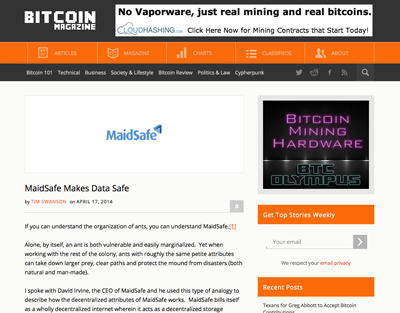 BITCOIN
MAGAZINE
No Vaporware, just real mining and real bitcoins.
CLOUDHASHING.COM Click Here Now for Mining Contracts that Start Today!
ARTICLES MAGAZINE CHARTS CLASSIFIEDS ABOUT
Bitcoin 101 Technical Business Society & Lifestyle Bitcoin Review Politics & Law Cypherpunk
MaidSafe
BITCOIN
MINING
HARDWARE
BTC
OLYMPUS
MaidSafe Makes Data Safe
by TIM SWANSON on APRIL 17, 2014
Get Top Stories Weekly
Your email
We respect your email privacy
If you can understand the organization of ants, you can understand MaidSafe.[1]
Alone, by itself, an ant is both vulnerable and easily marginalized. Yet when
working with the rest of the colony, ants with roughly the same petite attributes
can take down larger prey, clear paths and protect the mound from disasters (both
natural and man-made).
I spoke with David Irvine, the CEO of MaidSafe and he used this type of analogy to
describe how the decentralized attributes of MaidSafe works. MaidSafe bills itself
as a wholly decentralized internet wherein it acts as a decentralized storage
Recent Posts
Texans for Greg Abbott to Accept Bitcoin
Contributions